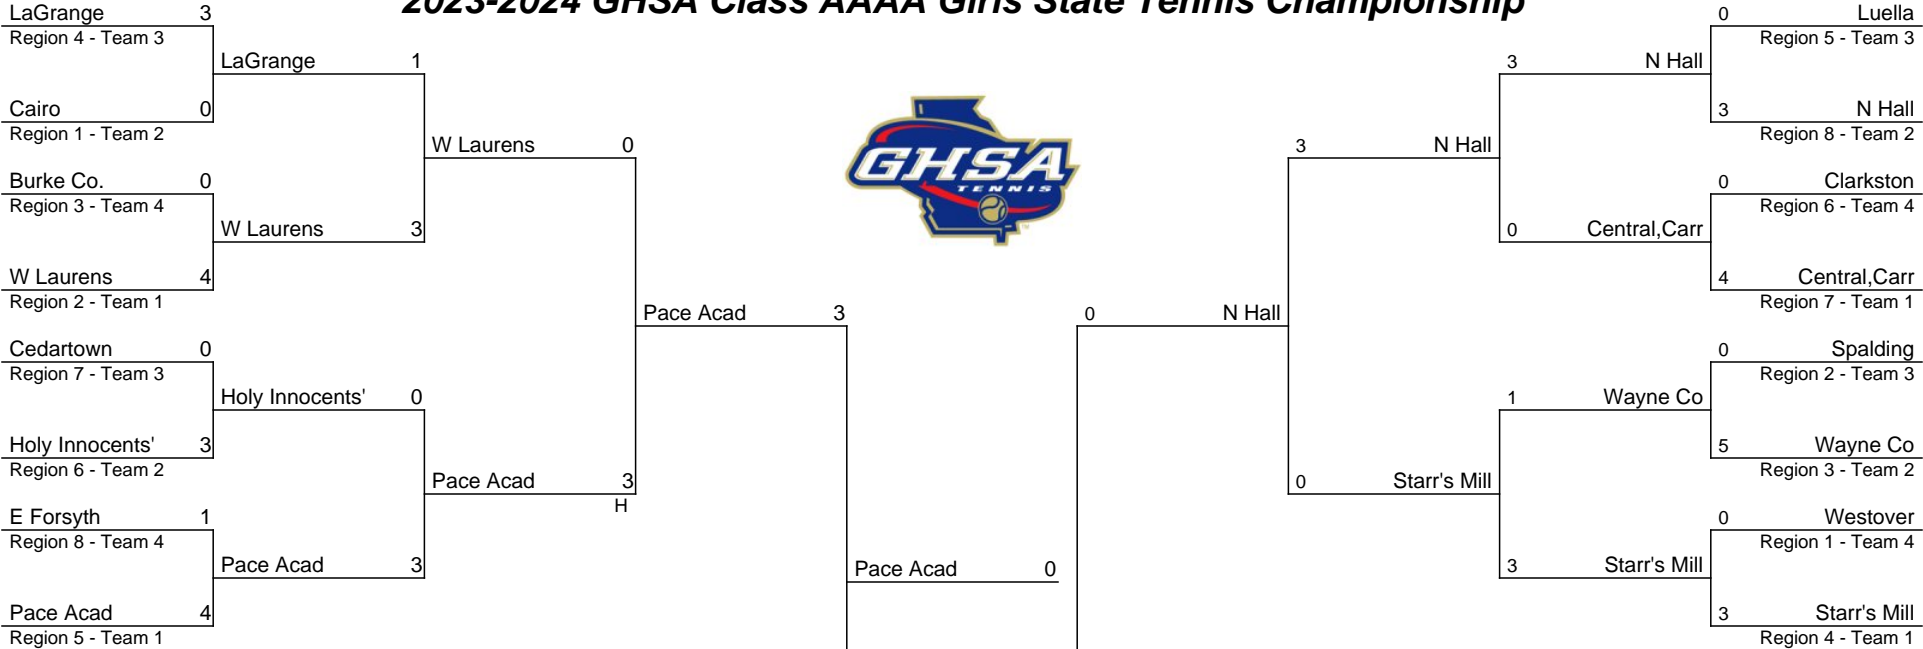 2023-2024 GHSA Class AAAA Girls State Tennis Championship
LaGrange 3
Region 4 - Team 3
LaGrange 1
Cairo 0
Region 1 - Team 2
W Laurens 0
Burke Co. 0
Region 3 - Team 4
W Laurens 3
W Laurens 4
Region 2 - Team 1
Pace Acad 3
Cedartown 0
Region 7 - Team 3
Holy Innocents' 0
Holy Innocents' 3
Region 6 - Team 2
Pace Acad 3
H
E Forsyth 1
Region 8 - Team 4
Pace Acad 3
Pace Acad 4
Region 5 - Team 1
Pace Acad 0
GHSA
TENNIS
TM
0 Luella
Region 5 - Team 3
3 N Hall
3 N Hall
Region 8 - Team 2
3 N Hall
0 Clarkston
Region 6 - Team 4
0 Central,Carr
4 Central,Carr
Region 7 - Team 1
0 N Hall
0 Spalding
Region 2 - Team 3
1 Wayne Co
5 Wayne Co
Region 3 - Team 2
0 Starr's Mill
0 Westover
Region 1 - Team 4
3 Starr's Mill
3 Starr's Mill
Region 4 - Team 1